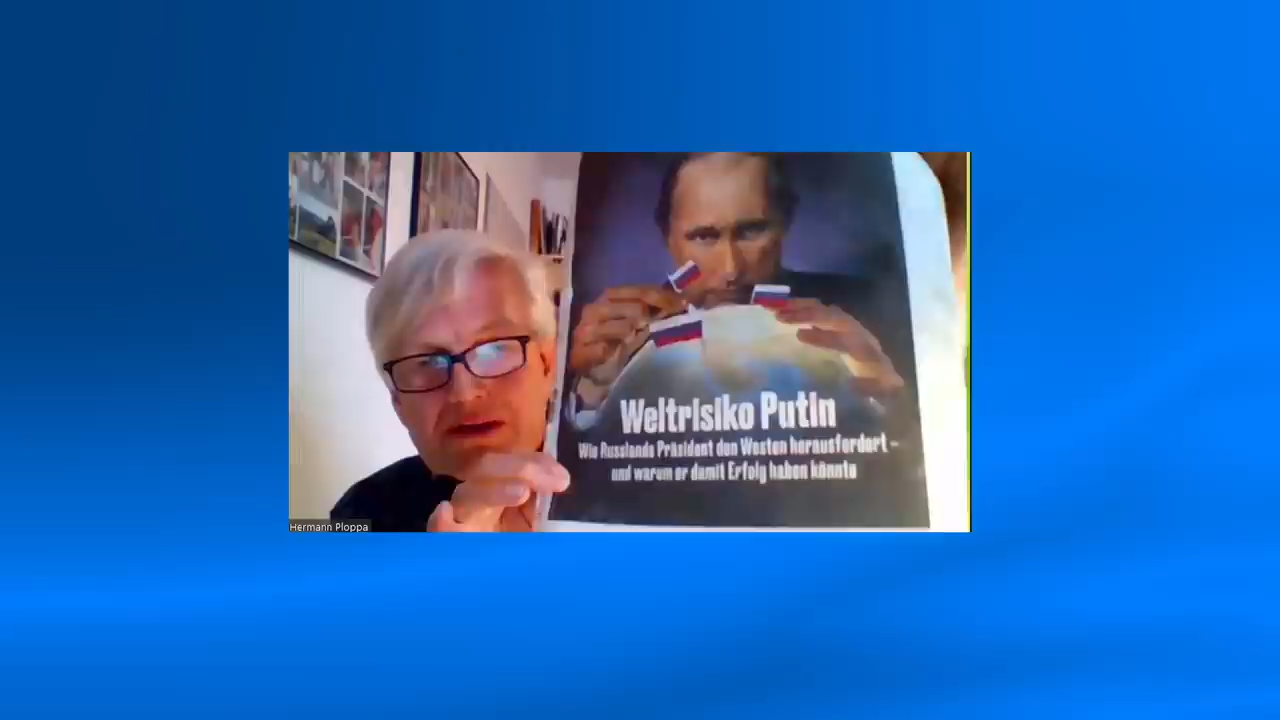 Weltrisiko Putin
Wie Russlands Präsident den Westen herausfordert –
und warum er damit Erfolg haben könnte
Hermann Ploppa